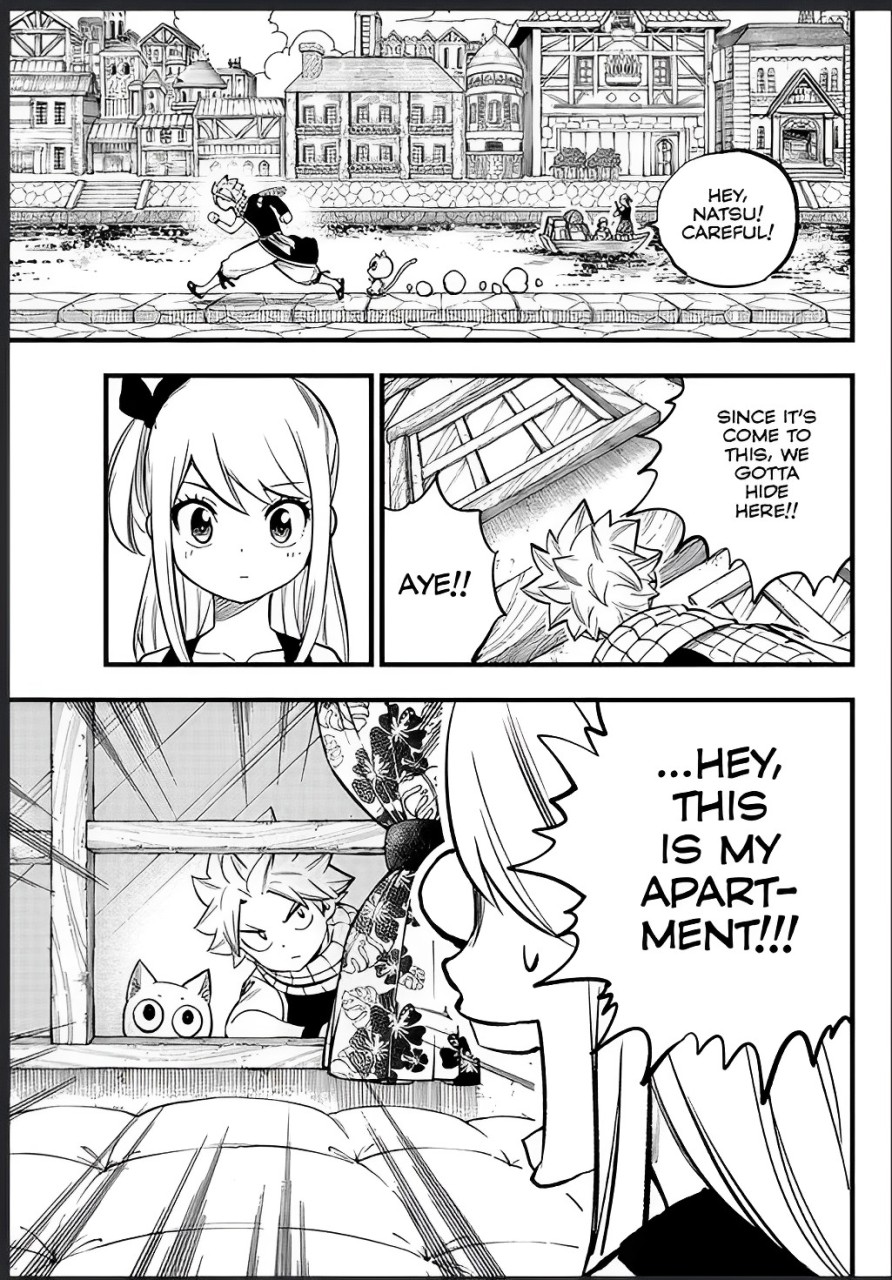 HEY,
NATSU!
CAREFUL!
SINCE IT'S
COME TO
THIS, WE
GOTTA
HIDE
HERE!!
AYE!!
...HEY,
THIS
IS MY
APART-
MENT!!!